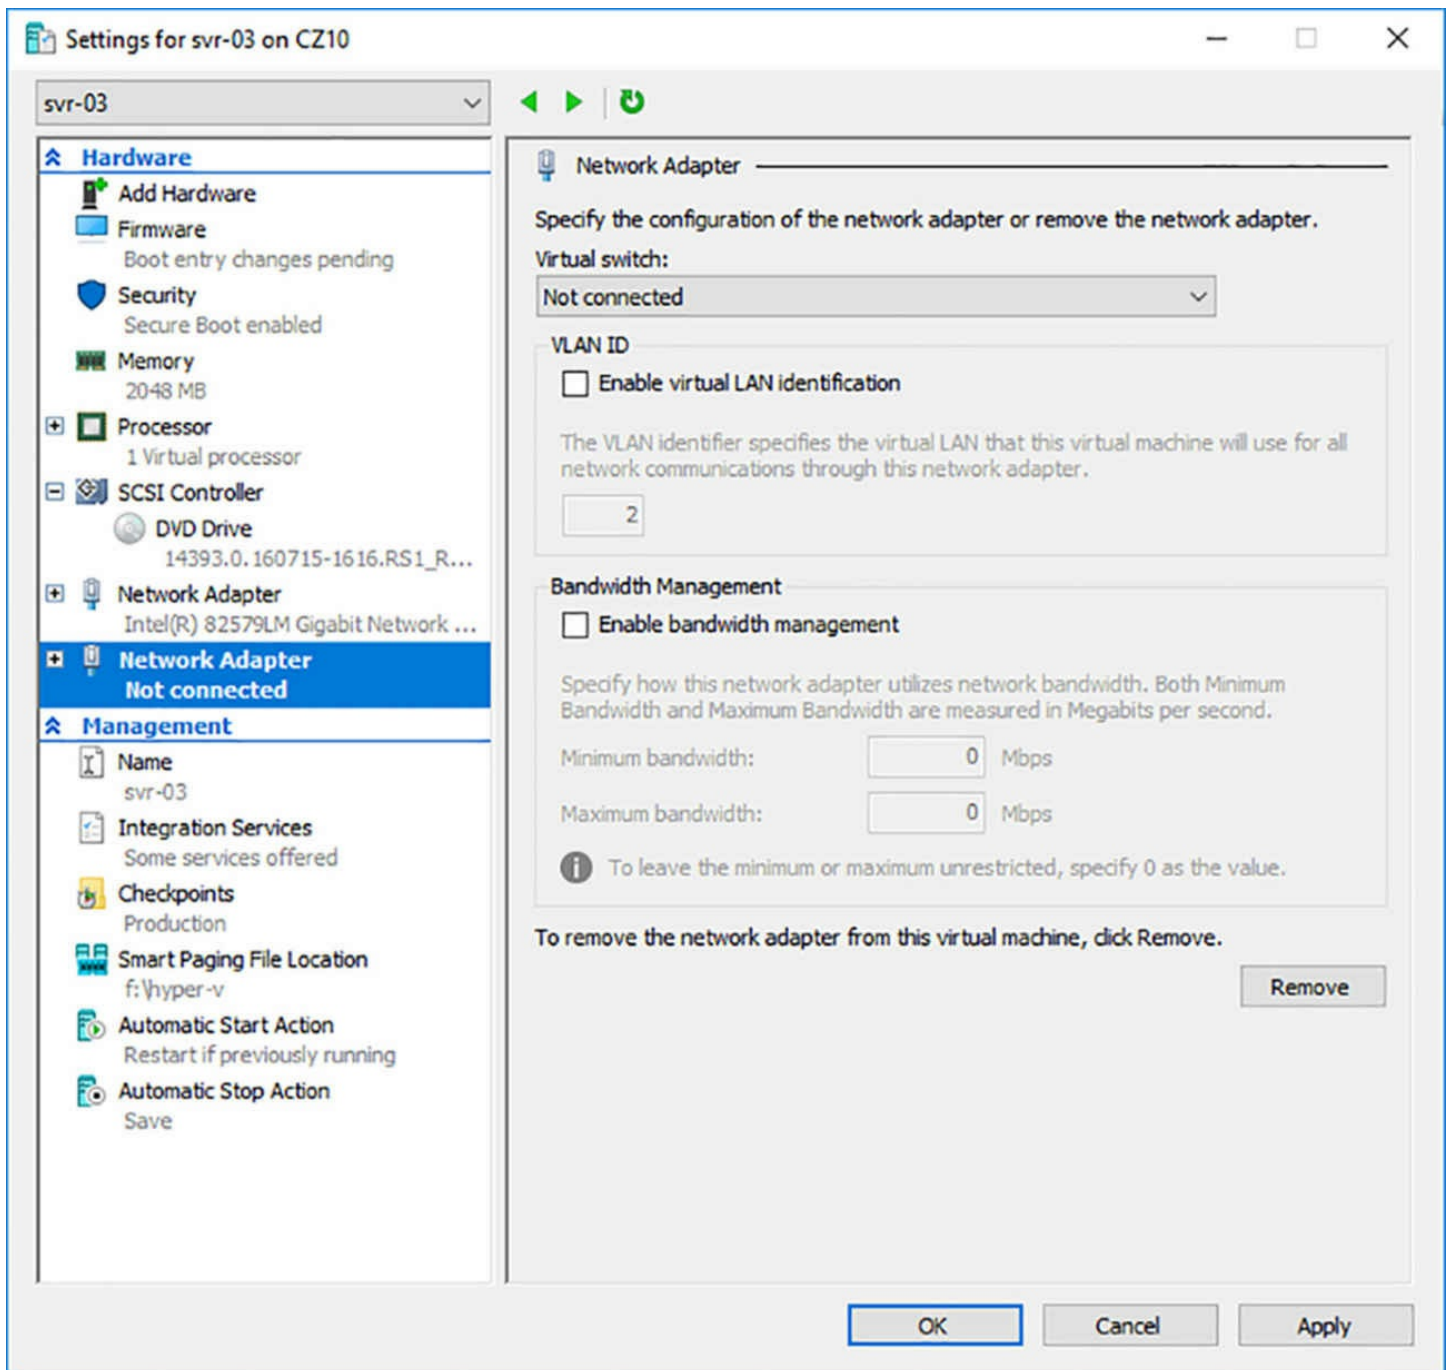 Settings for svr-03 on CZ10
svr-03
Hardware
Add Hardware
Firmware
Boot entry changes pending
Security
Secure Boot enabled
Memory
2048 MB
Processor
1 Virtual processor
SCSI Controller
DVD Drive
14393.0.160715-1616.RS1_R...
Network Adapter
Intel(R) 82579LM Gigabit Network ...
Network Adapter
Not connected
Management
Name
svr-03
Integration Services
Some services offered
Checkpoints
Production
Smart Paging File Location
f:\hyper-v
Automatic Start Action
Restart if previously running
Automatic Stop Action
Save
Network Adapter
Specify the configuration of the network adapter or remove the network adapter.
Virtual switch:
Not connected
VLAN ID
Enable virtual LAN identification
The VLAN identifier specifies the virtual LAN that this virtual machine will use for all
network communications through this network adapter.
2
Bandwidth Management
Enable bandwidth management
Specify how this network adapter utilizes network bandwidth. Both Minimum
Bandwidth and Maximum Bandwidth are measured in Megabits per second.
Minimum bandwidth: 0 Mbps
Maximum bandwidth: 0 Mbps
To leave the minimum or maximum unrestricted, specify 0 as the value.
To remove the network adapter from this virtual machine, click Remove.
Remove
OK Cancel Apply